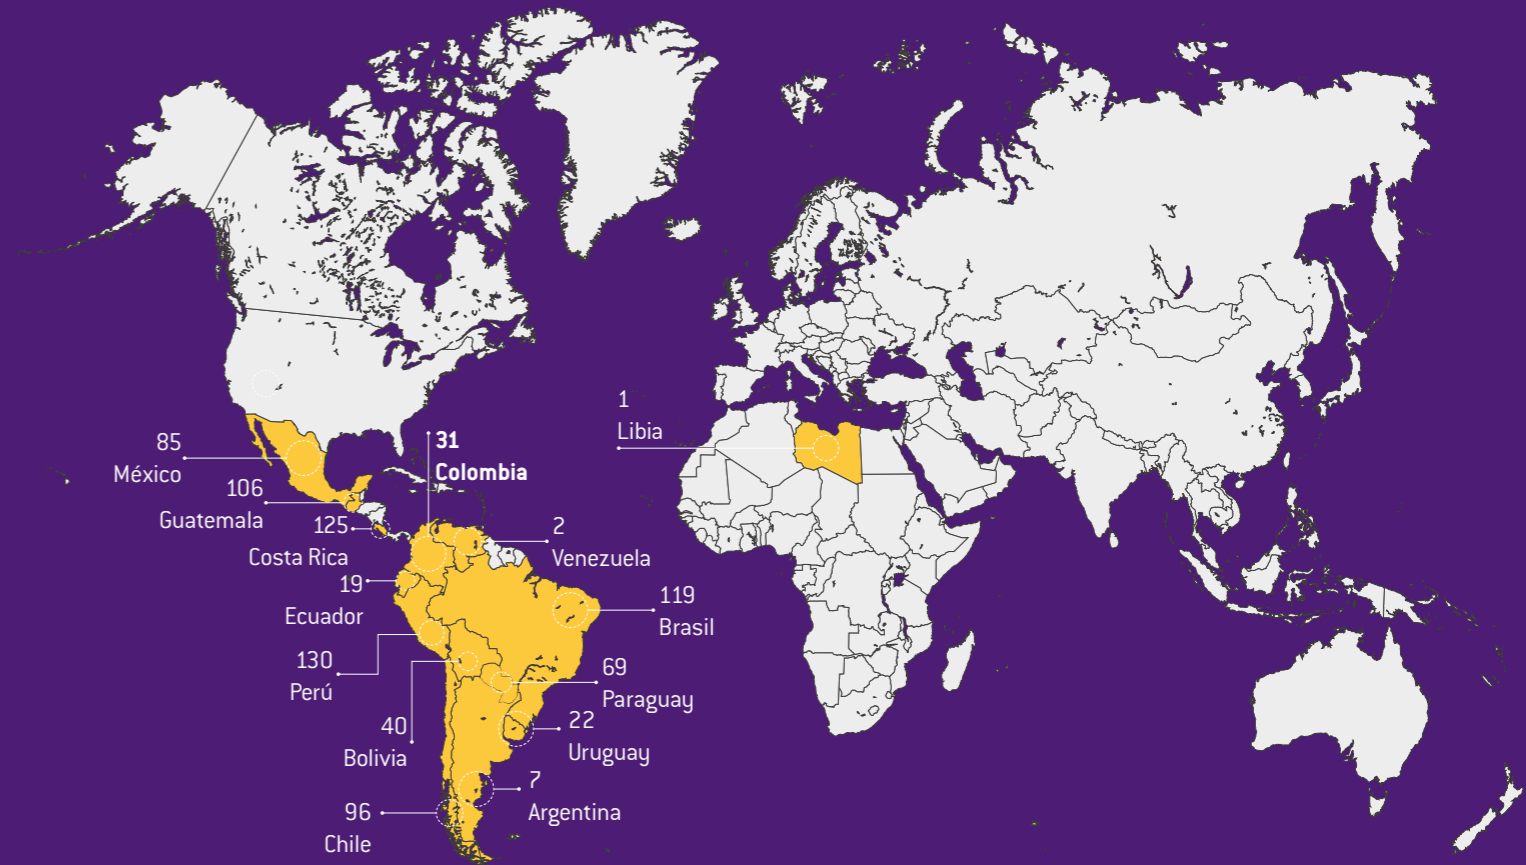 1
Libia
85
México
31
Colombia
106
Guatemala
125
Costa Rica
2
Venezuela
19
Ecuador
119
Brasil
130
Perú
69
Paraguay
40
Bolivia
22
Uruguay
7
Argentina
96
Chile